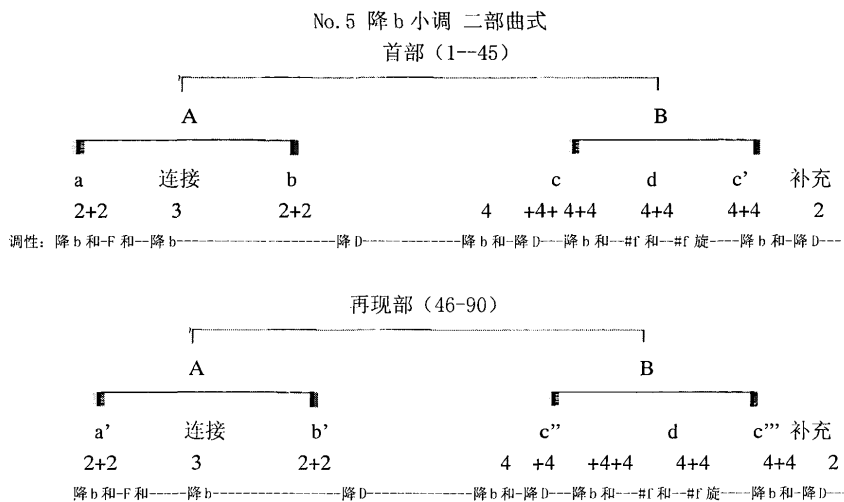 No.5 降b小调 二部曲式
首部（1--45）
A B
a 连接 b c d c’ 补充
2+2 3 2+2 4 +4+ 4+4 4+4 4+4 2
调性：降b和-F和--降b------------------------降D---------------降b和-降D---降b和---#f和--#f旋----降b和-降D---
再现部（46-90）
A B
a’ 连接 b’ c’’ d c’’’ 补充
2+2 3 2+2 4 +4 +4+4 4+4 4+4 2
降b和-F和-----降b-------------------降D---------------降b和-降D---降b和---#f和--#f旋------降b和-降D---